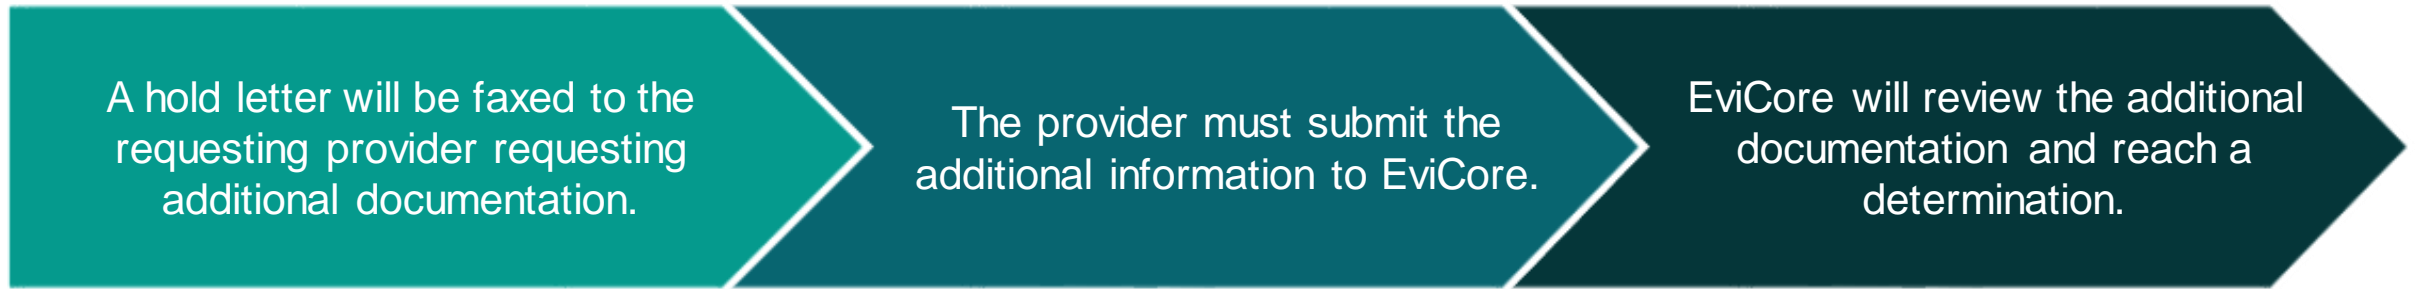 A hold letter will be faxed to the
requesting provider requesting
additional documentation.
The provider must submit the
additional information to EviCore.
EviCore will review the additional
documentation and reach a
determination.